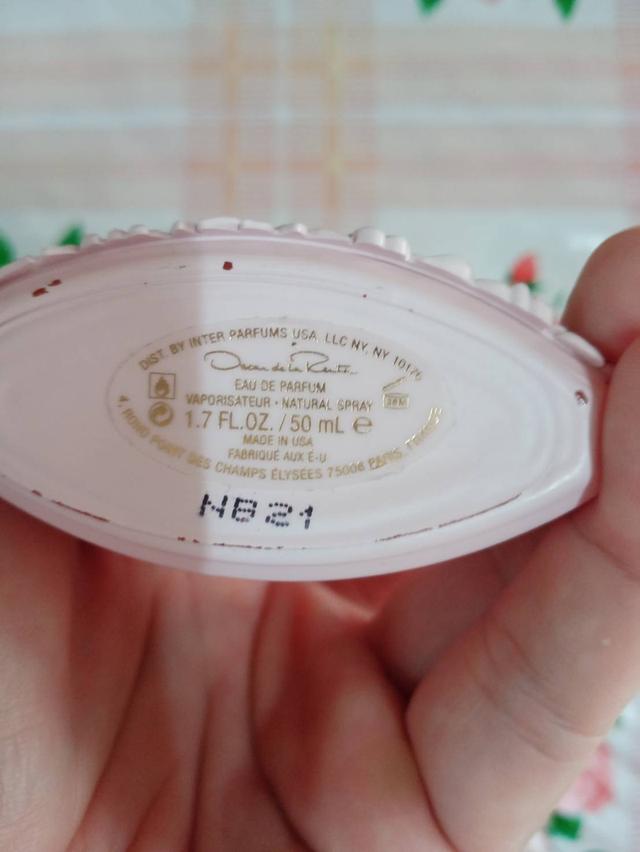 DIST. BY INTER PARFUMS USA, LLC NY, NY 10176
Oscar de la Renta
EAU DE PARFUM
VAPORISATEUR • NATURAL SPRAY
36M
1.7 FL.OZ. / 50 mL ℮
MADE IN USA
FABRIQUÉ AUX É-U
4, ROND POINT DES CHAMPS ÉLYSÉES 75008 PARIS, FRANCE
NB21